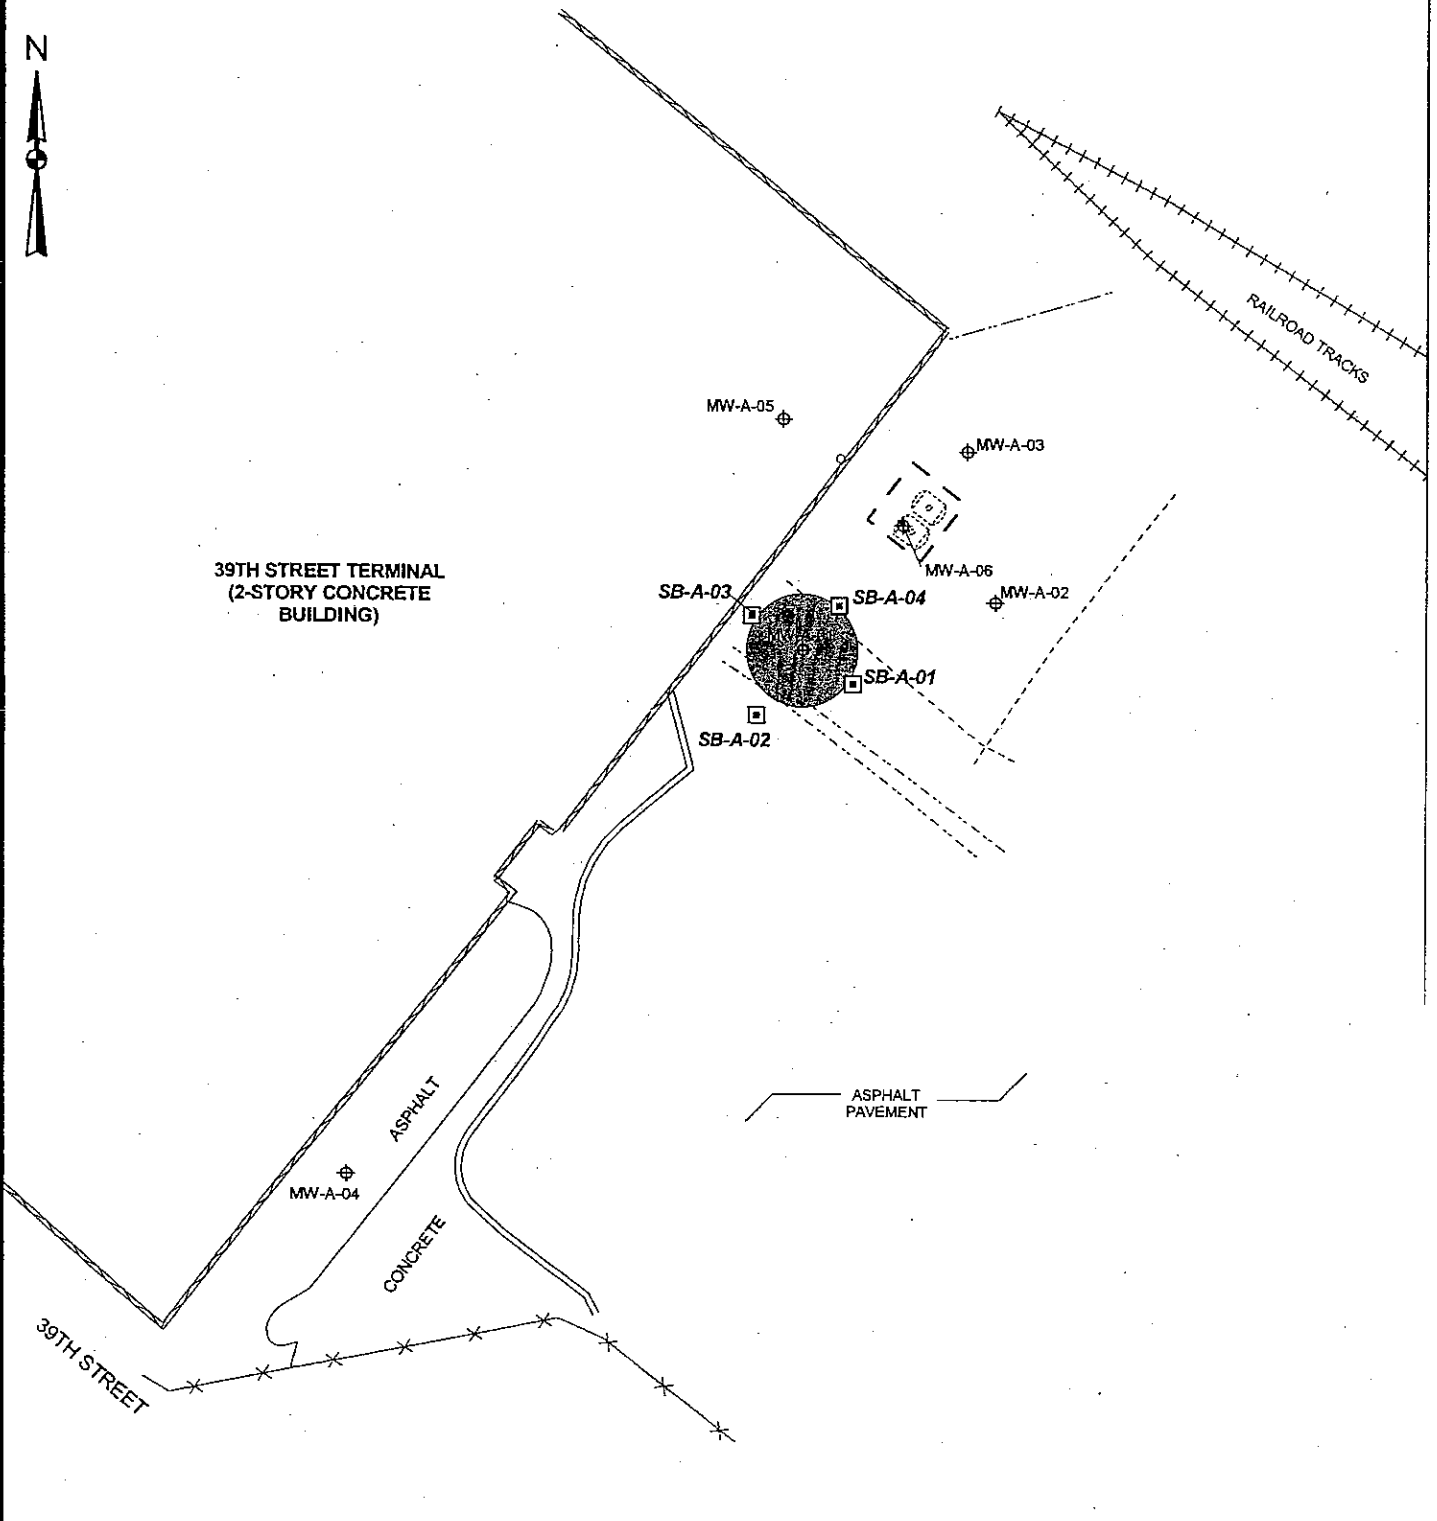 N
RAILROAD TRACKS
MW-A-05
MW-A-03
39TH STREET TERMINAL
(2-STORY CONCRETE
BUILDING)
MW-A-06
SB-A-03
SB-A-04
MW-A-02
SB-A-01
SB-A-02
ASPHALT
PAVEMENT
ASPHALT
MW-A-04
CONCRETE
39TH STREET